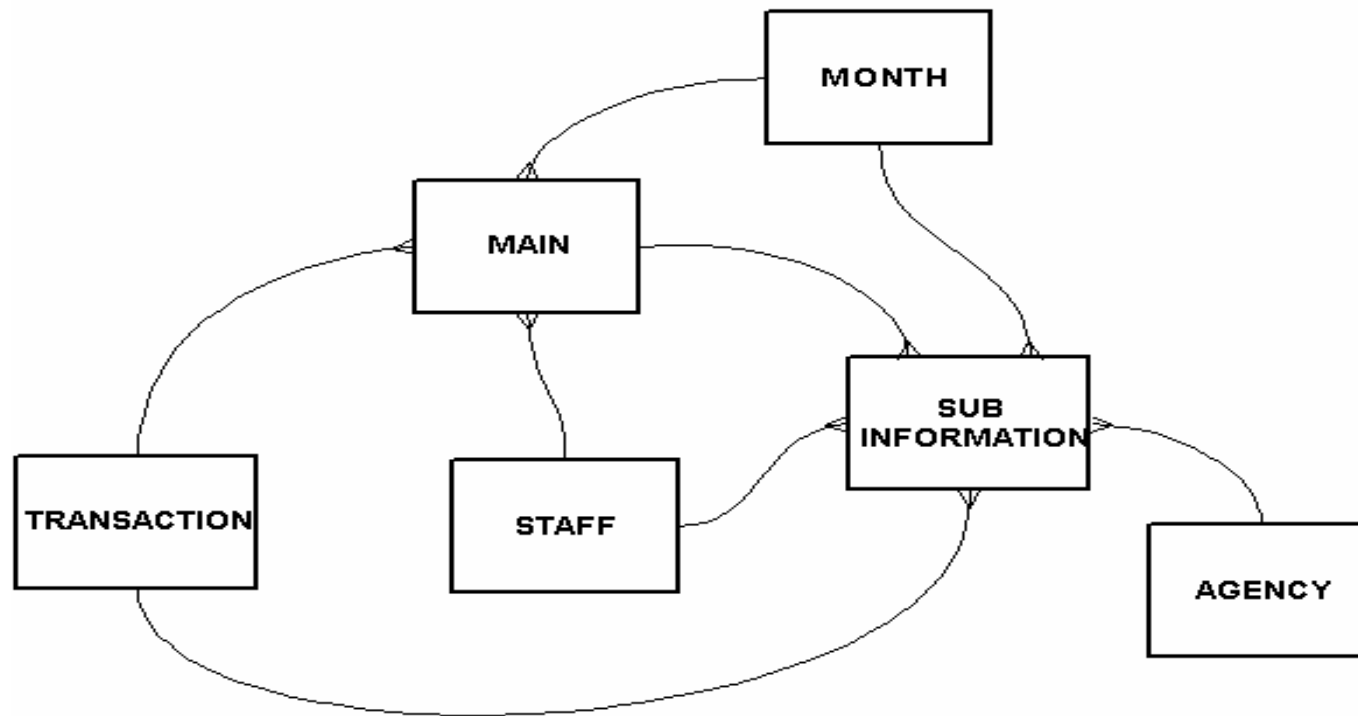 MONTH
MAIN
SUB
INFORMATION
TRANSACTION
STAFF
AGENCY